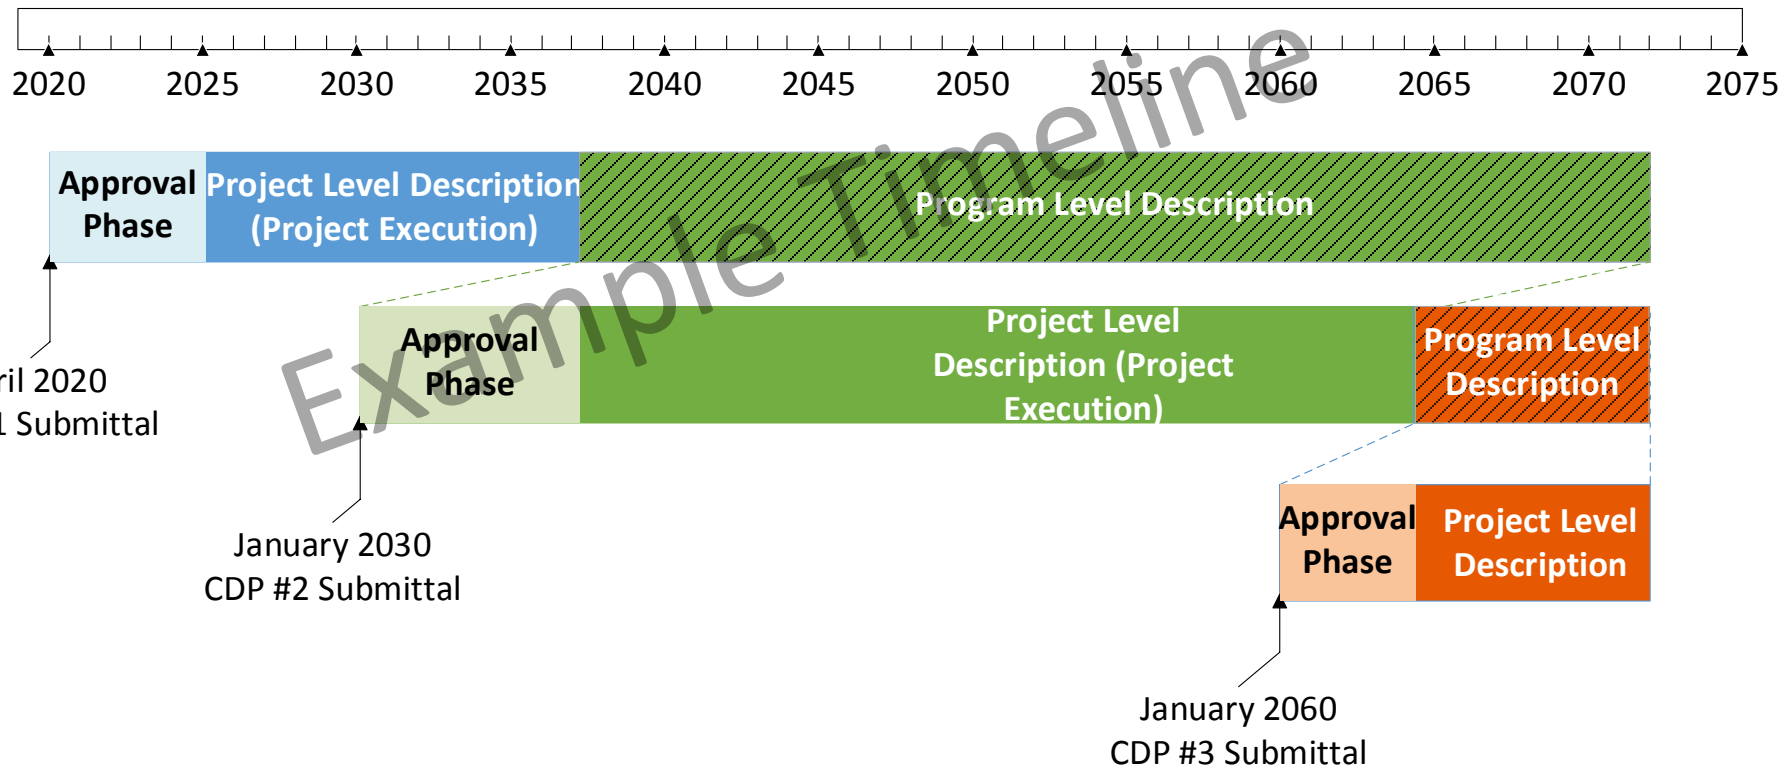 2020 2025 2030 2035 2040 2045 2050 2055 2060 2065 2070 2075
Approval
Phase
Project Level Description
(Project Execution)
Program Level Description
Example Timeline
Approval
Phase
Project Level
Description (Project
Execution)
Program Level
Description
2020
1 Submittal
January 2030
CDP #2 Submittal
Approval
Phase
Project Level
Description
January 2060
CDP #3 Submittal